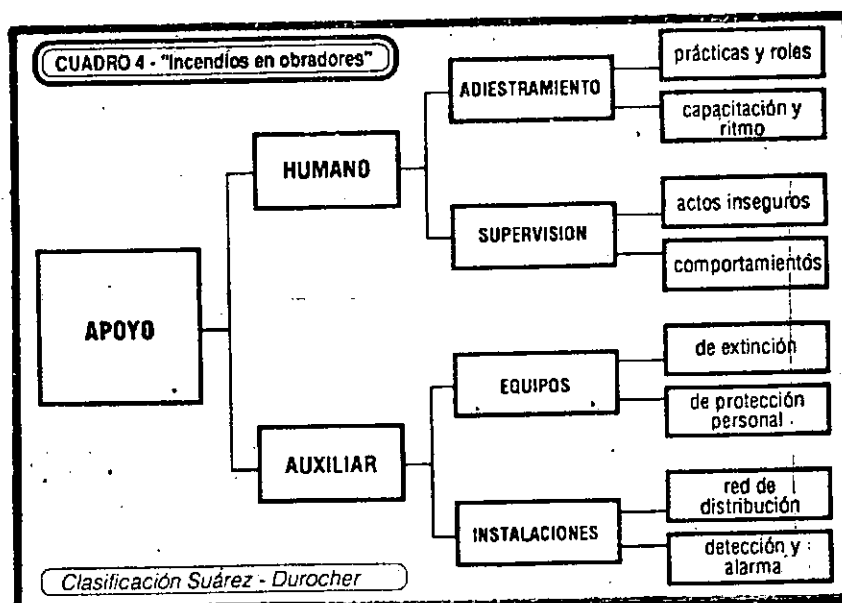 CUADRO 4 - "Incendios en obradores"
APOYO
HUMANO
ADIESTRAMIENTO
prácticas y roles
capacitación y
ritmo
SUPERVISION
actos inseguros
comportamientos
AUXILIAR
EQUIPOS
de extinción
de protección
personal
INSTALACIONES
red de
distribución
detección y
alarma
Clasificación Suárez - Durocher